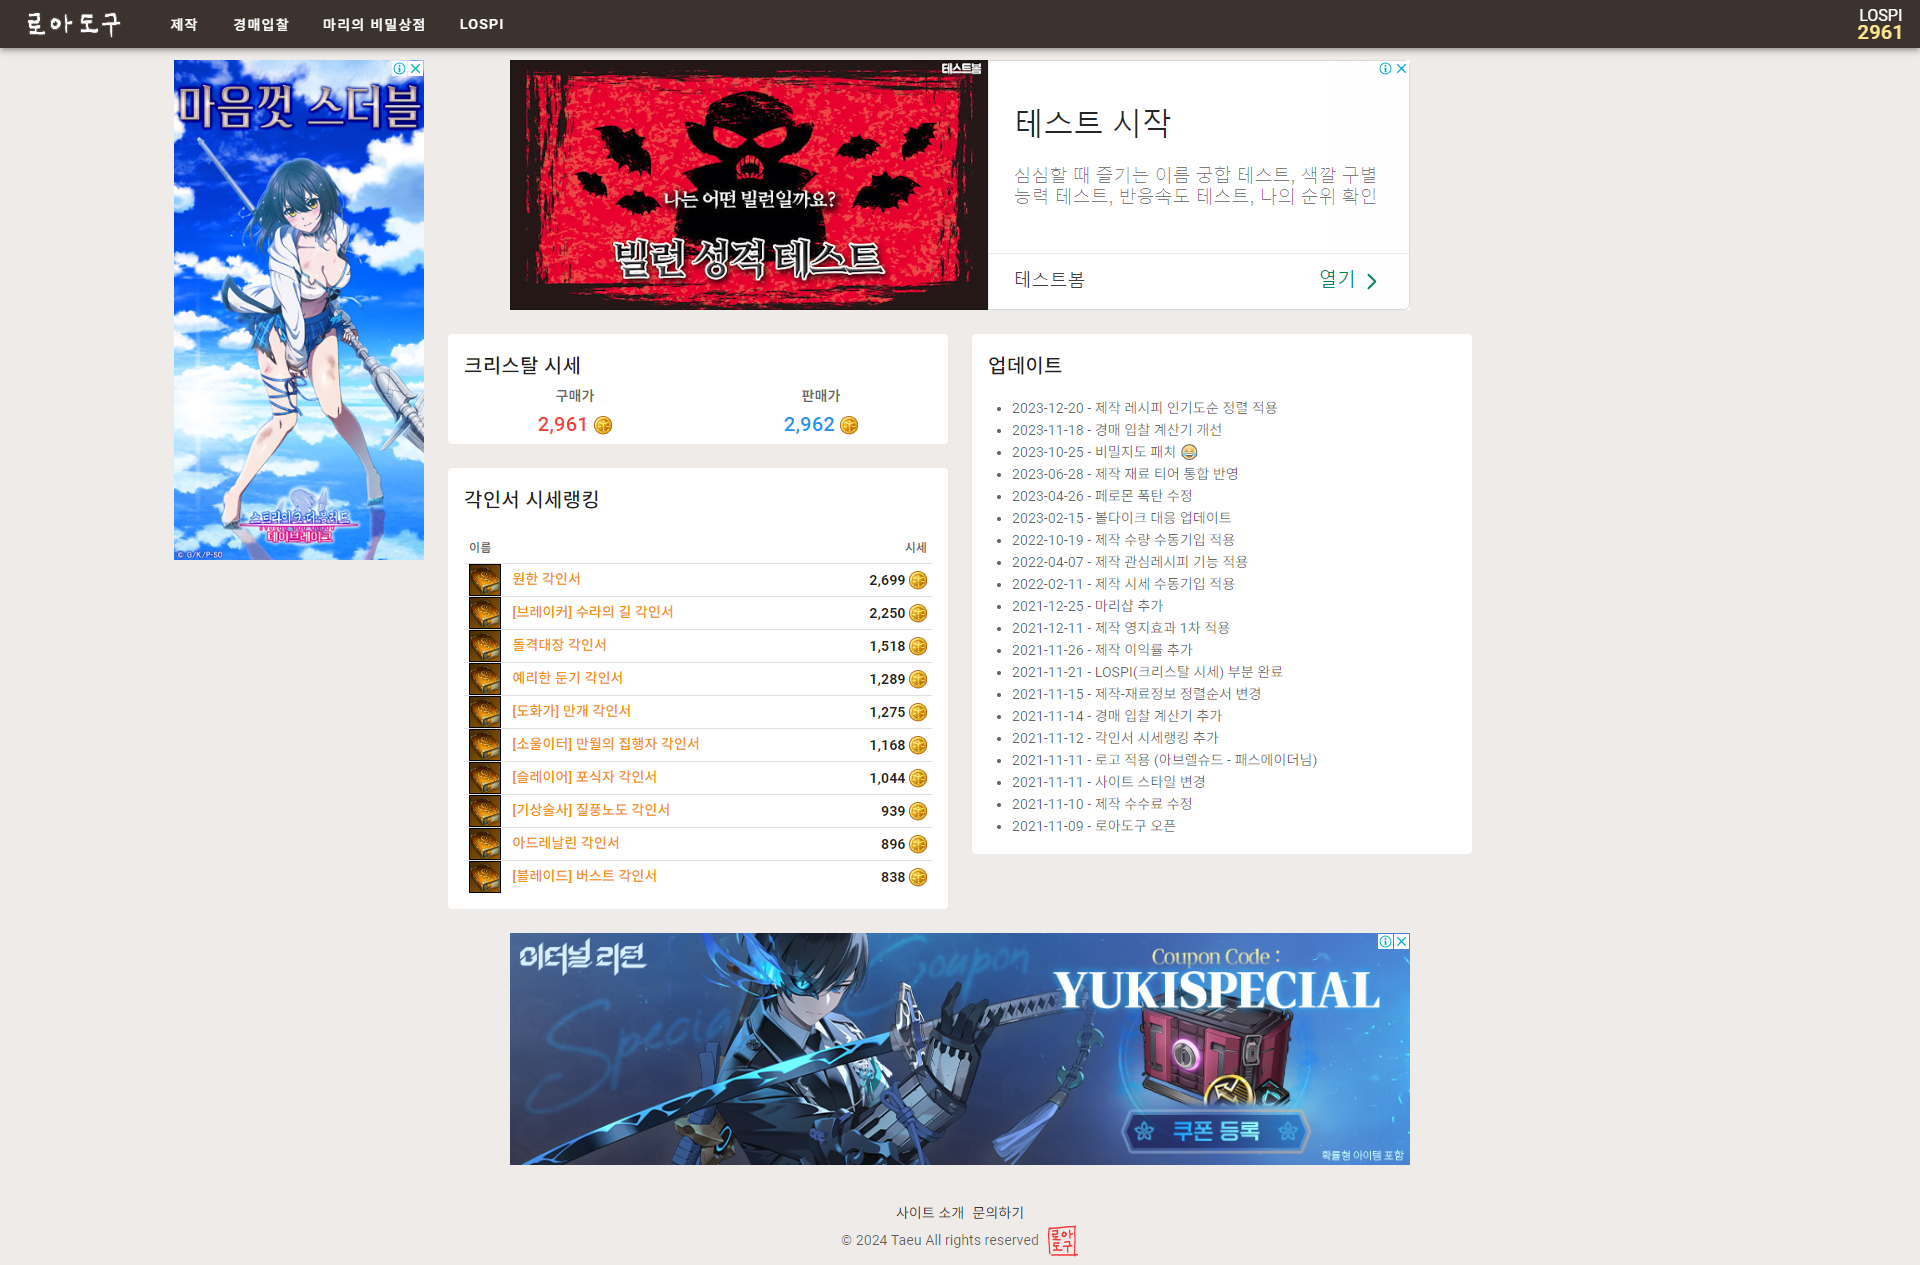 로아도구
제작
경매입찰
마리의 비밀상점
LOSPI
LOSPI
2961
마음껏 스더블
스트라이크 더 블러드
데이브레이크
© G/K/P-SO
테스트봄
나는 어떤 빌런일까요?
빌런 성격 테스트
테스트 시작
심심할 때 즐기는 이름 궁합 테스트, 색깔 구별
능력 테스트, 반응속도 테스트, 나의 순위 확인
테스트봄
열기
크리스탈 시세
구매가 판매가
2,961 2,962
각인서 시세랭킹
이름 시세
원한 각인서 2,699
[브레이커] 수라의 길 각인서 2,250
돌격대장 각인서 1,518
예리한 둔기 각인서 1,289
[도화가] 만개 각인서 1,275
[소울이터] 만월의 집행자 각인서 1,168
[슬레이어] 포식자 각인서 1,044
[기상술사] 질풍노도 각인서 939
아드레날린 각인서 896
[블레이드] 버스트 각인서 838
업데이트
2023-12-20 - 제작 레시피 인기도순 정렬 적용
2023-11-18 - 경매 입찰 계산기 개선
2023-10-25 - 비밀지도 패치 😂
2023-06-28 - 제작 재료 티어 통합 반영
2023-04-26 - 페로몬 폭탄 수정
2023-02-15 - 볼다이크 대응 업데이트
2022-10-19 - 제작 수량 수동기입 적용
2022-04-07 - 제작 관심레시피 기능 적용
2022-02-11 - 제작 시세 수동기입 적용
2021-12-25 - 마리샵 추가
2021-12-11 - 제작 영지효과 1차 적용
2021-11-26 - 제작 이익률 추가
2021-11-21 - LOSPI(크리스탈 시세) 부분 완료
2021-11-15 - 제작-재료정보 정렬순서 변경
2021-11-14 - 경매 입찰 계산기 추가
2021-11-12 - 각인서 시세랭킹 추가
2021-11-11 - 로고 적용 (아브렐슈드 - 패스에이더님)
2021-11-11 - 사이트 스타일 변경
2021-11-10 - 제작 수수료 수정
2021-11-09 - 로아도구 오픈
이터널 리턴
Special Coupon
Coupon Code :
YUKISPECIAL
쿠폰 등록
확률형 아이템 포함
사이트 소개 문의하기
© 2024 Taeu All rights reserved
로아
도구